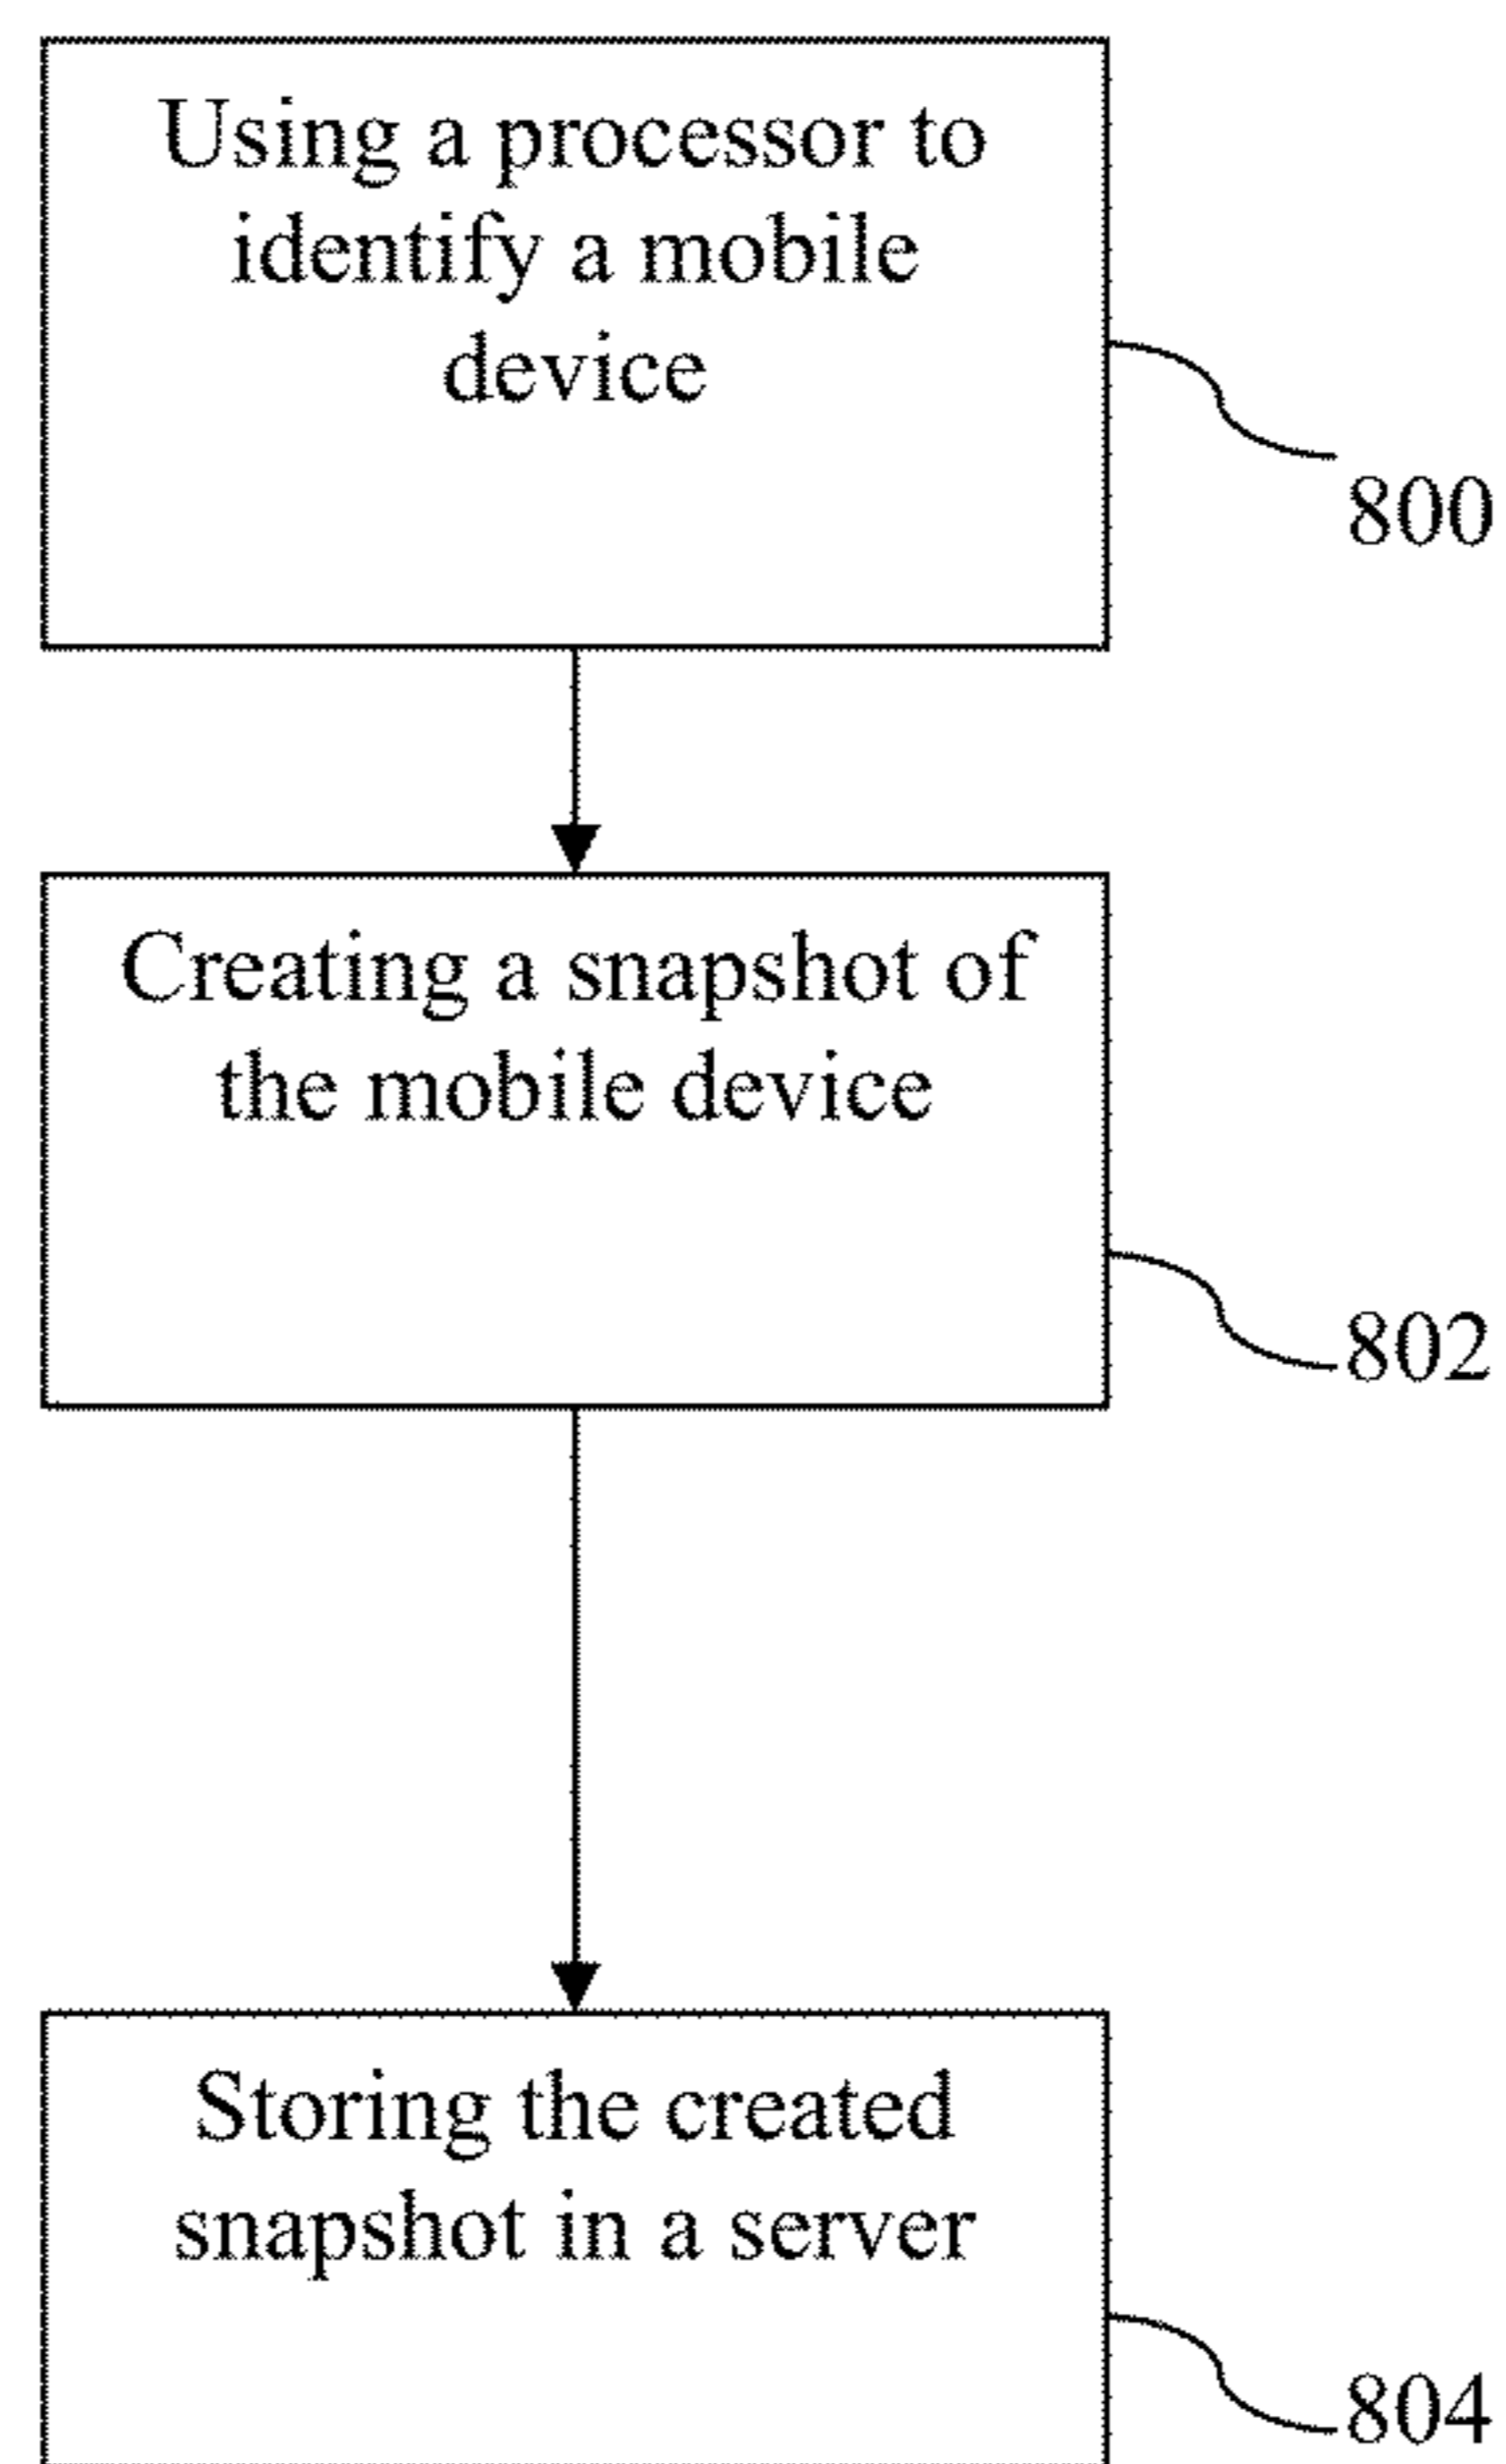 Using a processor to
identify a mobile
device
800
Creating a snapshot of
the mobile device
802
Storing the created
snapshot in a server
804